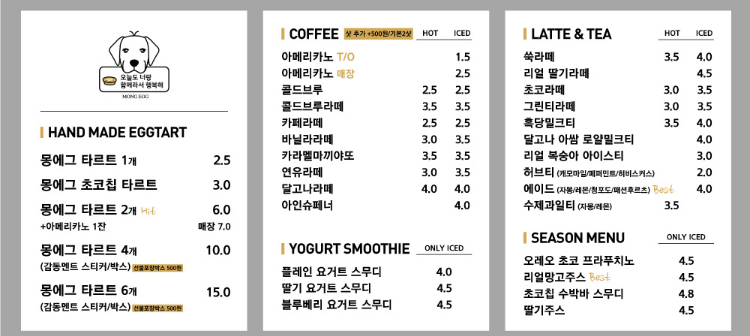 오늘도 너랑
함께라서 행복해
MONG EGG
HAND MADE EGGTART
몽에그 타르트 1개 2.5
몽에그 초코칩 타르트 3.0
몽에그 타르트 2개 Hit 6.0
+아메리카노 1잔 매장 7.0
몽에그 타르트 4개 10.0
(감동멘트 스티커/박스) 선물포장박스 500원
몽에그 타르트 6개 15.0
(감동멘트 스티커/박스) 선물포장박스 500원
COFFEE 샷 추가 +500원/기본2샷 HOT ICED
아메리카노 T/O 1.5
아메리카노 매장 2.5
콜드브루 2.5 2.5
콜드브루라떼 3.5 3.5
카페라떼 2.5 2.5
바닐라라떼 3.0 3.0
카라멜마끼야또 3.5 3.5
연유라떼 3.0 3.0
달고나라떼 4.0 4.0
아인슈페너 4.0
YOGURT SMOOTHIE ONLY ICED
플레인 요거트 스무디 4.0
딸기 요거트 스무디 4.5
블루베리 요거트 스무디 4.5
LATTE & TEA HOT ICED
쑥라떼 3.5 4.0
리얼 딸기라떼 4.5
초코라떼 3.0 3.5
그린티라떼 3.0 3.5
흑당밀크티 3.5 4.0
달고나 아쌈 로얄밀크티 4.0
리얼 복숭아 아이스티 3.0
허브티 (캐모마일/페퍼민트/히비스커스) 2.0
에이드 (자몽/레몬/청포도/패션후르츠) Best 4.0
수제과일티 (자몽/레몬) 3.5
SEASON MENU ONLY ICED
오레오 초코 프라푸치노 4.5
리얼망고주스 Best 4.5
초코칩 수박바 스무디 4.8
딸기주스 4.5